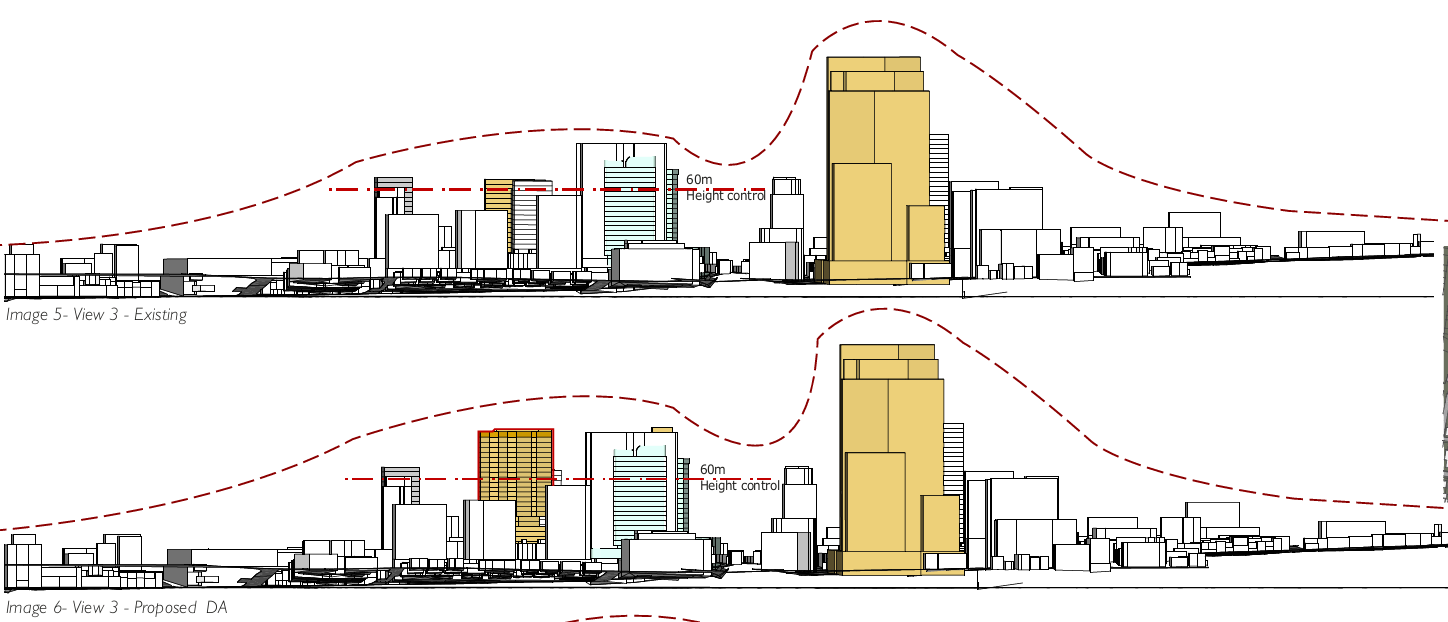 60m
Height control
Image 5- View 3 - Existing
60m
Height control
Image 6- View 3 - Proposed DA